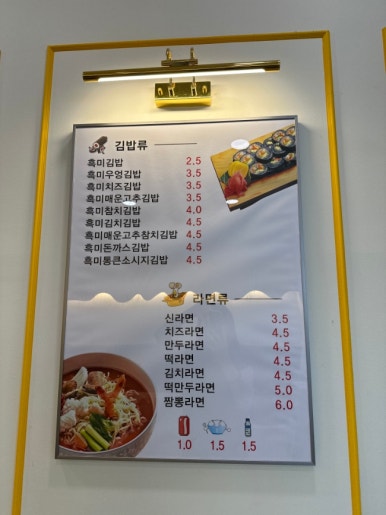 김밥류
흑미김밥 2.5
흑미우엉김밥 3.5
흑미치즈김밥 3.5
흑미매운고추김밥 3.5
흑미참치김밥 4.0
흑미김치김밥 4.5
흑미매운고추참치김밥 4.5
흑미돈까스김밥 4.5
흑미통큰소시지김밥 4.5
라면류
신라면 3.5
치즈라면 4.5
만두라면 4.5
떡라면 4.5
김치라면 4.5
떡만두라면 5.0
짬뽕라면 6.0
1.0 1.5 1.5